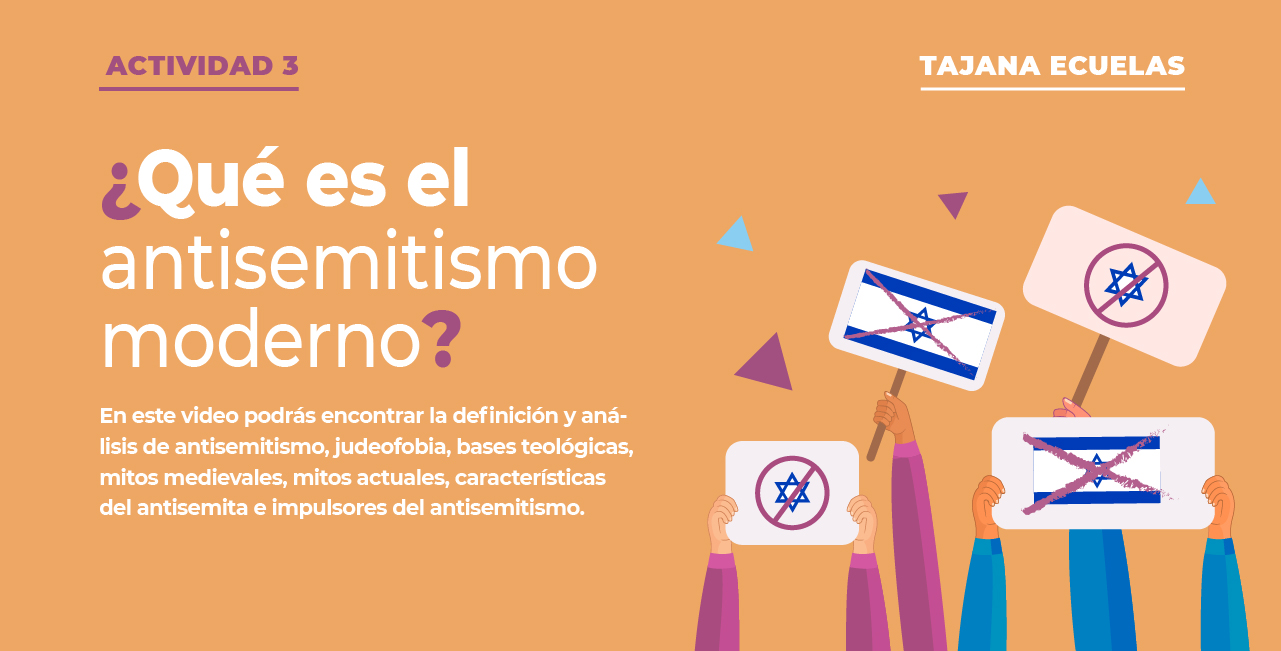 ACTIVIDAD 3
TAJANA ECUELAS
¿Qué es el
antisemitismo
moderno?
En este video podrás encontrar la definición y aná-
lisis de antisemitismo, judeofobia, bases teológicas,
mitos medievales, mitos actuales, características
del antisemita e impulsores del antisemitismo.